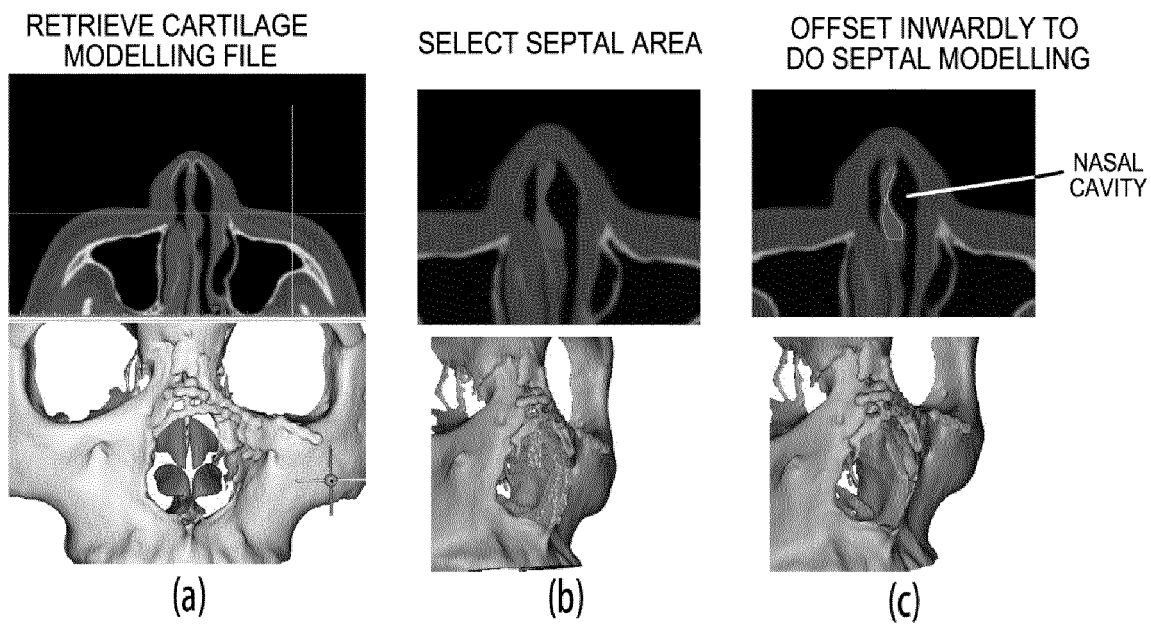 RETRIEVE CARTILAGE
MODELLING FILE
SELECT SEPTAL AREA
OFFSET INWARDLY TO
DO SEPTAL MODELLING
NASAL
CAVITY
(a)
(b)
(c)